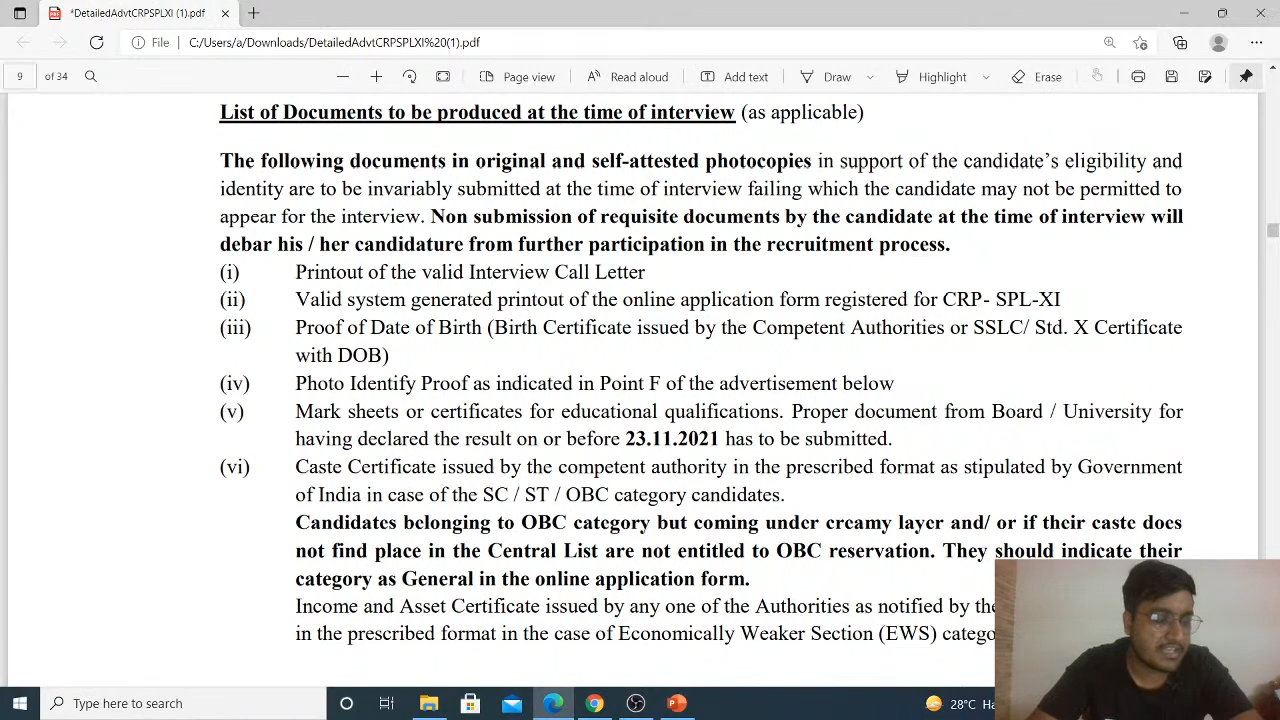 *DetailedAdvtCRPSPLXI (1).pdf
File C:/Users/a/Downloads/DetailedAdvtCRPSPLXI%20(1).pdf
9 of 34 Page view Read aloud Add text Draw Highlight Erase
List of Documents to be produced at the time of interview (as applicable)
The following documents in original and self-attested photocopies in support of the candidate’s eligibility and
identity are to be invariably submitted at the time of interview failing which the candidate may not be permitted to
appear for the interview. Non submission of requisite documents by the candidate at the time of interview will
debar his / her candidature from further participation in the recruitment process.
(i) Printout of the valid Interview Call Letter
(ii) Valid system generated printout of the online application form registered for CRP- SPL-XI
(iii) Proof of Date of Birth (Birth Certificate issued by the Competent Authorities or SSLC/ Std. X Certificate
with DOB)
(iv) Photo Identify Proof as indicated in Point F of the advertisement below
(v) Mark sheets or certificates for educational qualifications. Proper document from Board / University for
having declared the result on or before 23.11.2021 has to be submitted.
(vi) Caste Certificate issued by the competent authority in the prescribed format as stipulated by Government
of India in case of the SC / ST / OBC category candidates.
Candidates belonging to OBC category but coming under creamy layer and/ or if their caste does
not find place in the Central List are not entitled to OBC reservation. They should indicate their
category as General in the online application form.
Income and Asset Certificate issued by any one of the Authorities as notified by the
in the prescribed format in the case of Economically Weaker Section (EWS)
Type here to search 28°C